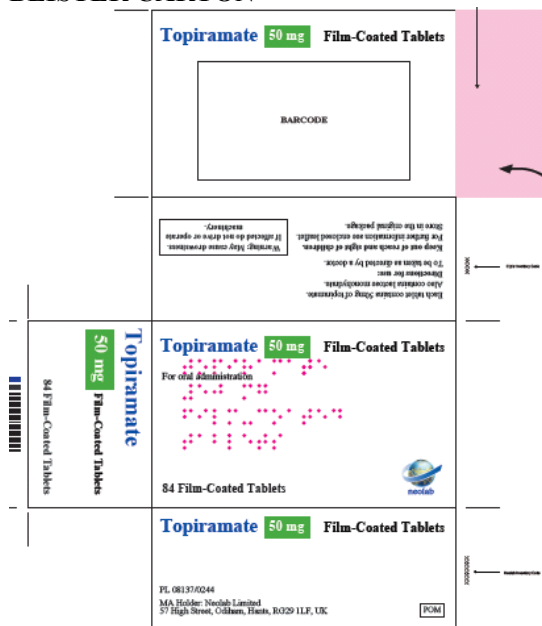 BLISTER CARTON
Topiramate 50 mg Film-Coated Tablets
BARCODE
Each tablet contains 50mg of topiramate.
Also contains lactose monohydrate.
Directions for use:
To be taken as directed by a doctor.
Keep out of reach and sight of children.
For further information see enclosed leaflet.
Store in the original package.
Warning: May cause drowsiness.
If affected do not drive or operate
machinery.
Topiramate
50 mg Film-Coated Tablets
84 Film-Coated Tablets
Topiramate 50 mg Film-Coated Tablets
For oral administration
84 Film-Coated Tablets
neolab
Topiramate 50 mg Film-Coated Tablets
PL 08137/0244
MA Holder: Neolab Limited
57 High Street, Odiham, Hants, RG29 1LF, UK
POM